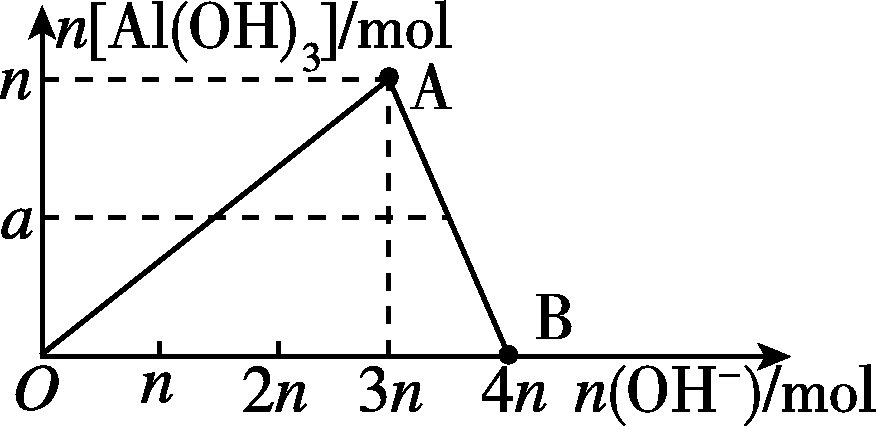 n[Al(OH)₃]/mol
n
A
a
B
O n 2n 3n 4n n(OH⁻)/mol